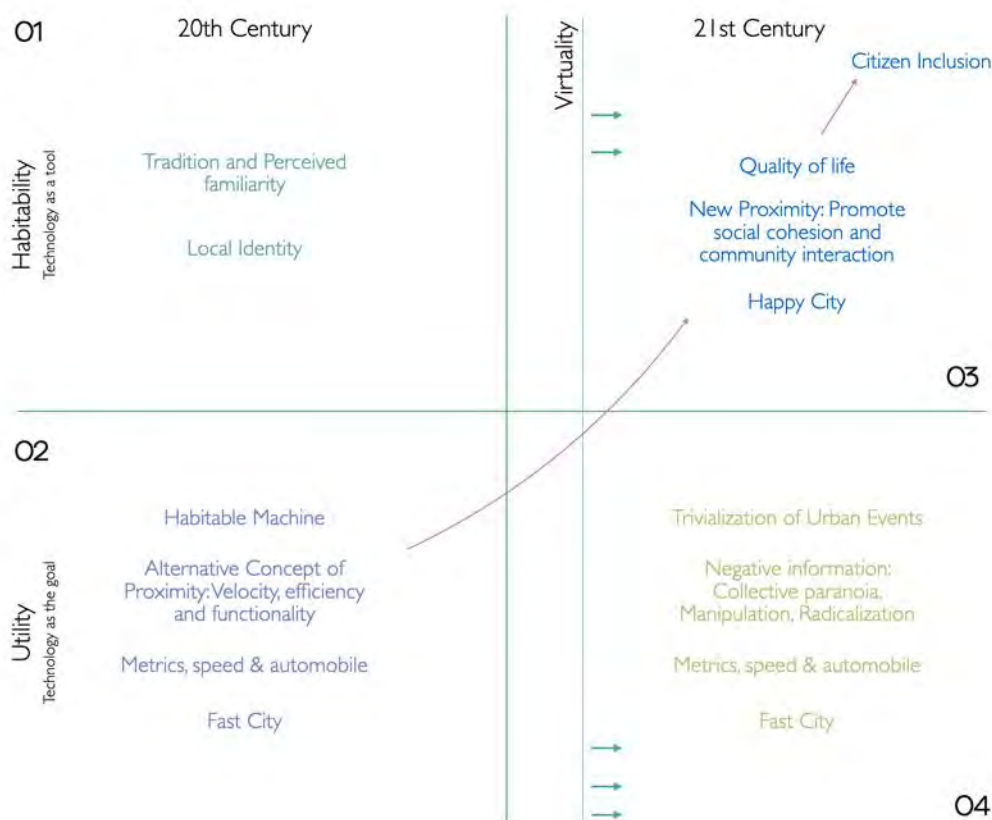 01
20th Century
21st Century
Virtuality
Citizen Inclusion
Habitability
Technology as a tool
Tradition and Perceived
familiarity
Local Identity
Quality of life
New Proximity: Promote
social cohesion and
community interaction
Happy City
03
02
Utility
Technology as the goal
Habitable Machine
Alternative Concept of
Proximity: Velocity, efficiency
and functionality
Metrics, speed & automobile
Fast City
Trivialization of Urban Events
Negative information:
Collective paranoia,
Manipulation, Radicalization
Metrics, speed & automobile
Fast City
04